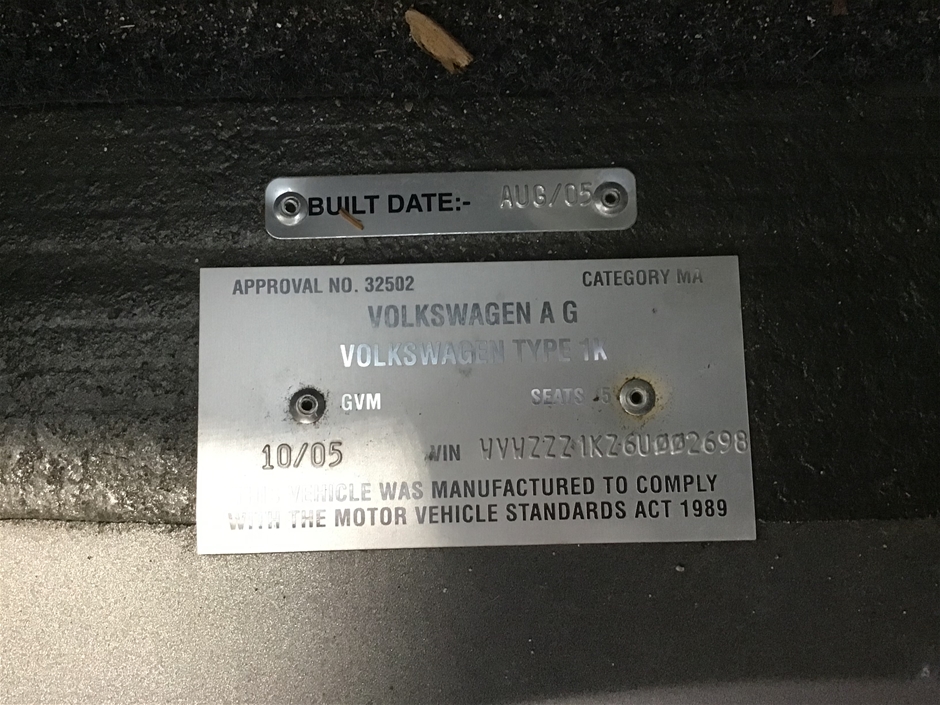 BUILT DATE:- AUG/05
APPROVAL NO. 32502 CATEGORY MA
VOLKSWAGEN A G
VOLKSWAGEN TYPE 1K
GVM SEATS 5
10/05 VIN WVWZZZ1KZ6U002698
THIS VEHICLE WAS MANUFACTURED TO COMPLY
WITH THE MOTOR VEHICLE STANDARDS ACT 1989